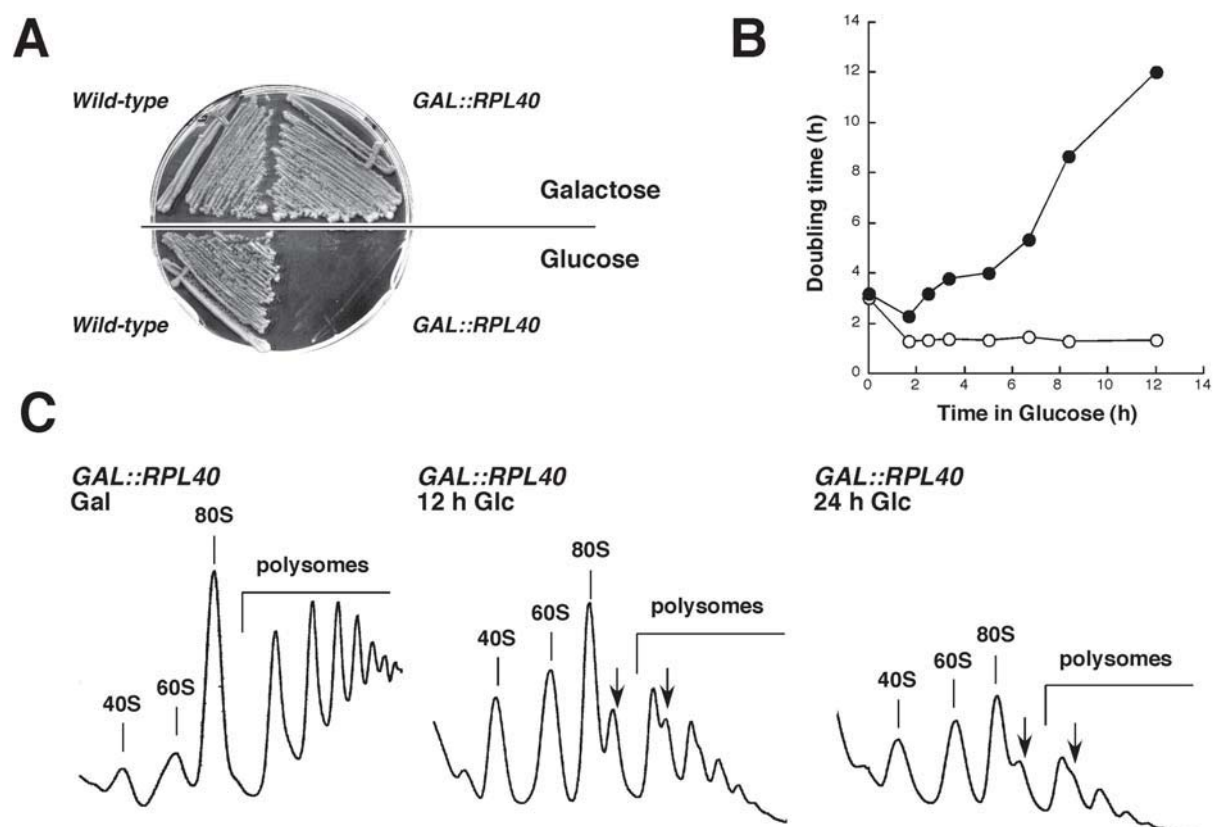 A
Wild-type
GAL::RPL40
Galactose
Glucose
Wild-type
GAL::RPL40
B
14
12
10
8
6
4
2
0
Doubling time (h)
0 2 4 6 8 10 12 14
Time in Glucose (h)
C
GAL::RPL40
Gal
80S
polysomes
60S
40S
GAL::RPL40
12 h Glc
80S
polysomes
60S
40S
GAL::RPL40
24 h Glc
80S
polysomes
60S
40S